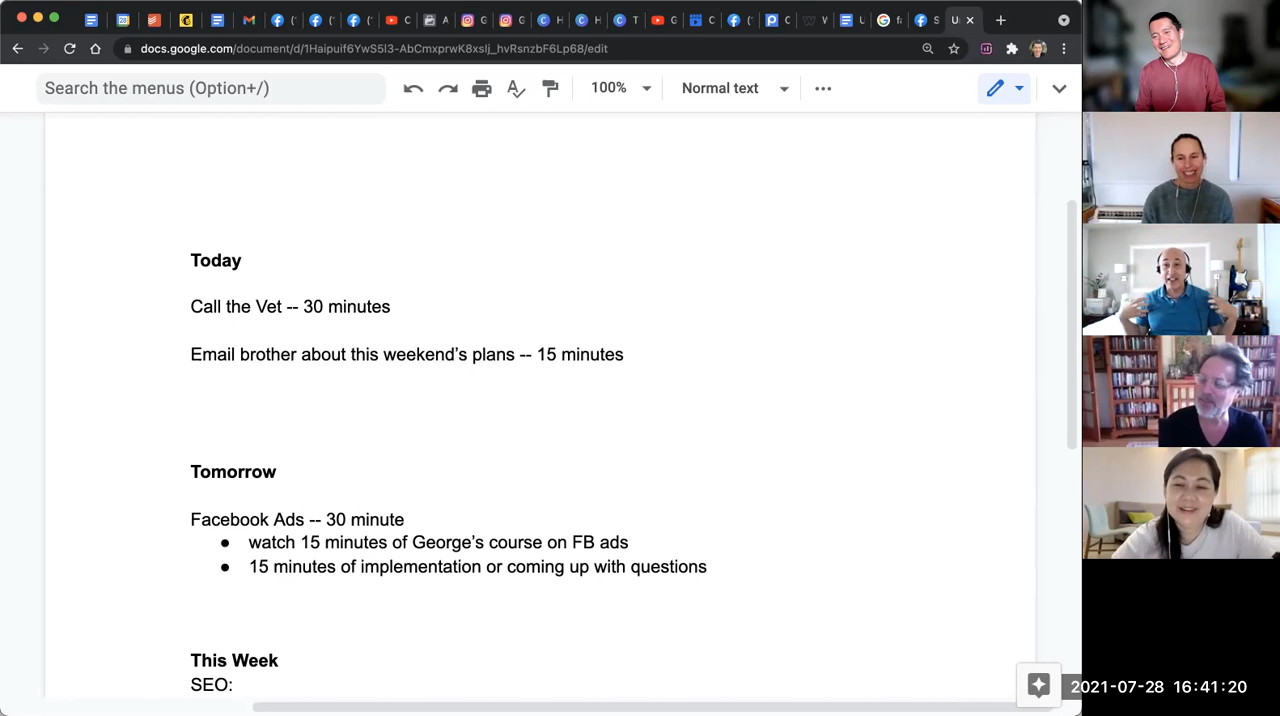 G
C
A
G
G
C H
C H
C T
G
C
C
W
U
f
S
U
docs.google.com/document/d/1Haipuif6YwS5l3-AbCmxprwK8xslj_hvRsnzbF6Lp68/edit
Search the menus (Option+/)
100%
Normal text
Today
Call the Vet -- 30 minutes
Email brother about this weekend's plans -- 15 minutes
Tomorrow
Facebook Ads -- 30 minute
● watch 15 minutes of George's course on FB ads
● 15 minutes of implementation or coming up with questions
This Week
SEO:
2021-07-28 16:41:20